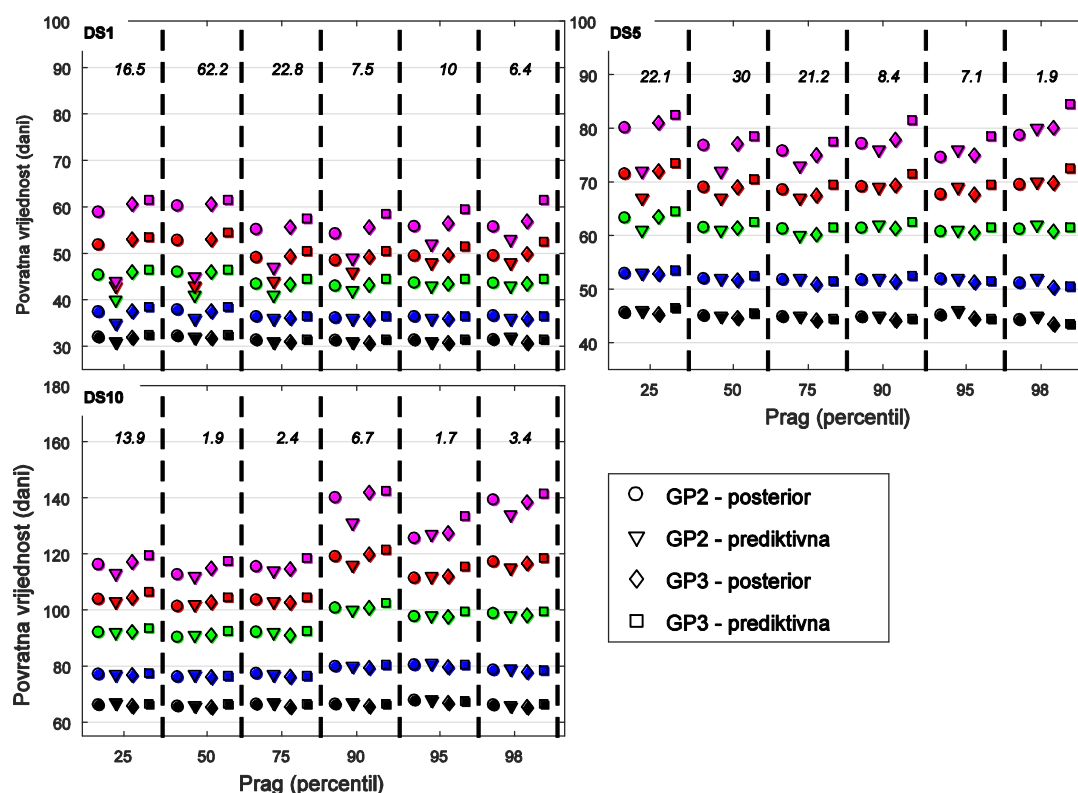 DS1
16.5 62.2 22.8 7.5 10 6.4
100
90
80
70
60
50
40
30
Povratna vrijednost (dani)
DS5
22.1 30 21.2 8.4 7.1 1.9
100
90
80
70
60
50
40
Povratna vrijednost (dani)
25 50 75 90 95 98
Prag (percentil)
DS10
13.9 1.9 2.4 6.7 1.7 3.4
180
160
140
120
100
80
60
Povratna vrijednost (dani)
25 50 75 90 95 98
Prag (percentil)
GP2 - posterior
GP2 - prediktivna
GP3 - posterior
GP3 - prediktivna